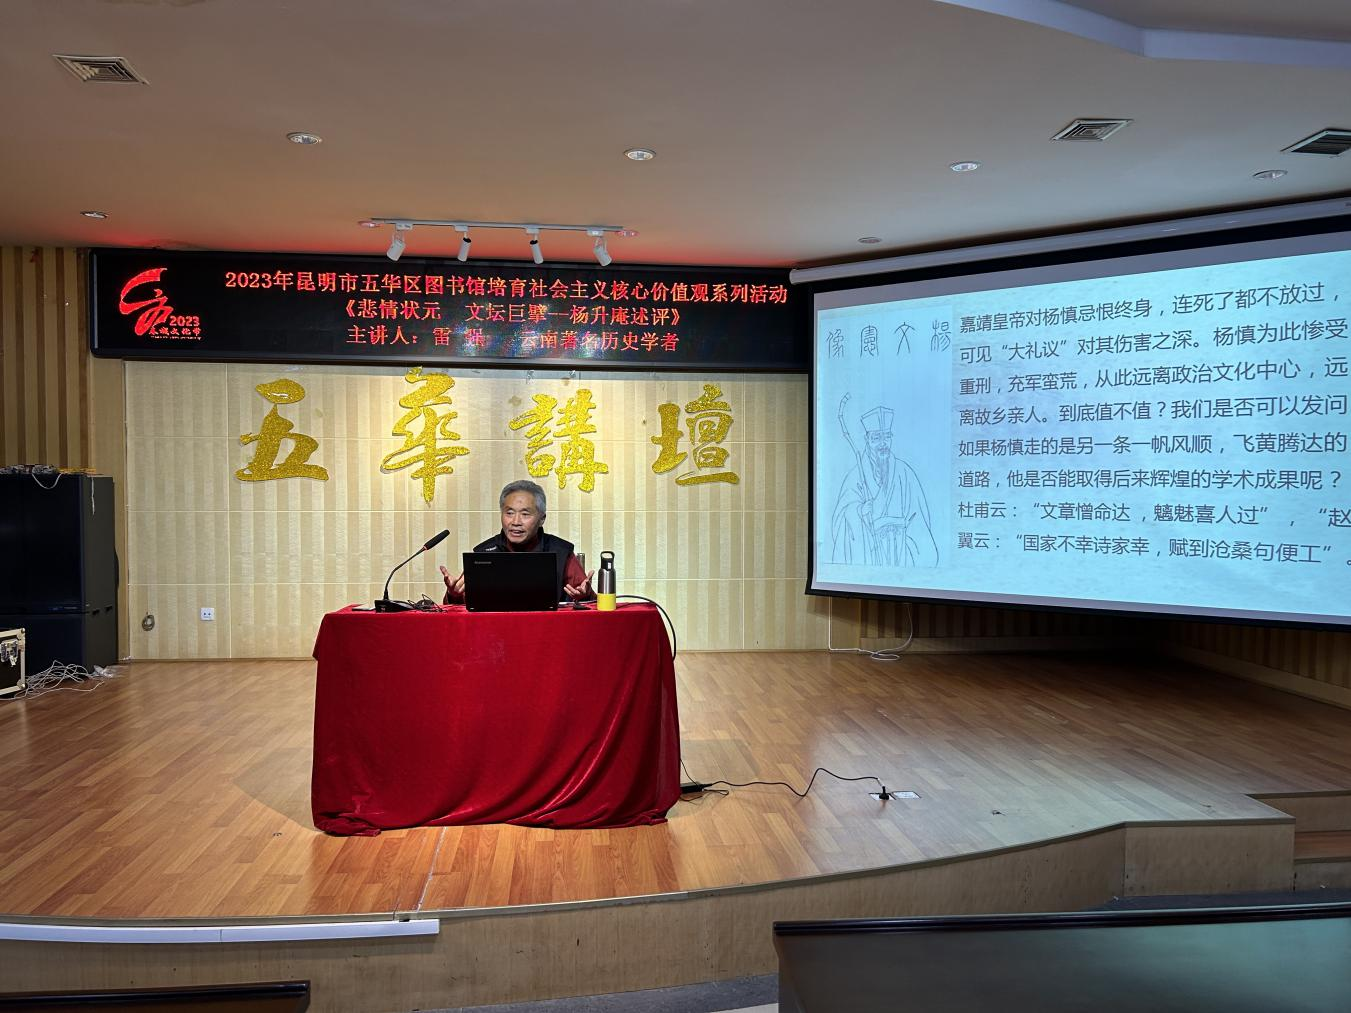 2023年昆明市五华区图书馆培育社会主义核心价值观系列活动
《悲情状元 文坛巨擘--杨升庵述评》
主讲人：雷 强 云南著名历史学者
2023
春城文化节
五華講壇
像憲文楊
嘉靖皇帝对杨慎忌恨终身，连死了都不放过，
可见“大礼议”对其伤害之深。杨慎为此惨受
重刑，充军蛮荒，从此远离政治文化中心，远
离故乡亲人。到底值不值？我们是否可以发问
如果杨慎走的是另一条一帆风顺，飞黄腾达的
道路，他是否能取得后来辉煌的学术成果呢？
杜甫云：“文章憎命达，魑魅喜人过”，“赵
翼云：“国家不幸诗家幸，赋到沧桑句便工”。